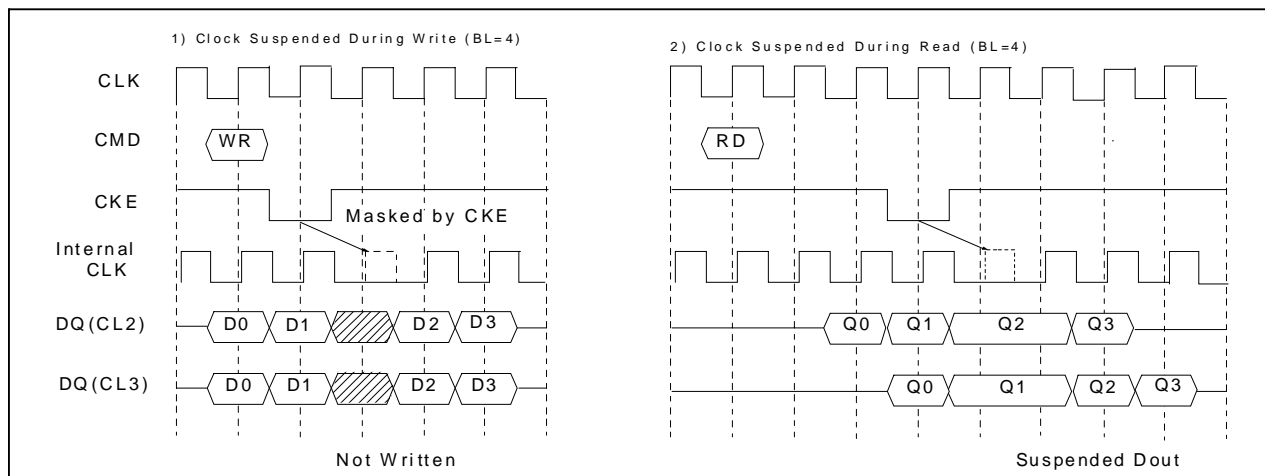 1) Clock Suspended During Write (BL=4)
2) Clock Suspended During Read (BL=4)
CLK
CMD
WR
RD
CKE
Masked by CKE
Internal
CLK
DQ(CL2)
D0
D1
D2
D3
Q0
Q1
Q2
Q3
DQ(CL3)
D0
D1
D2
D3
Q0
Q1
Q2
Q3
Not Written
Suspended Dout